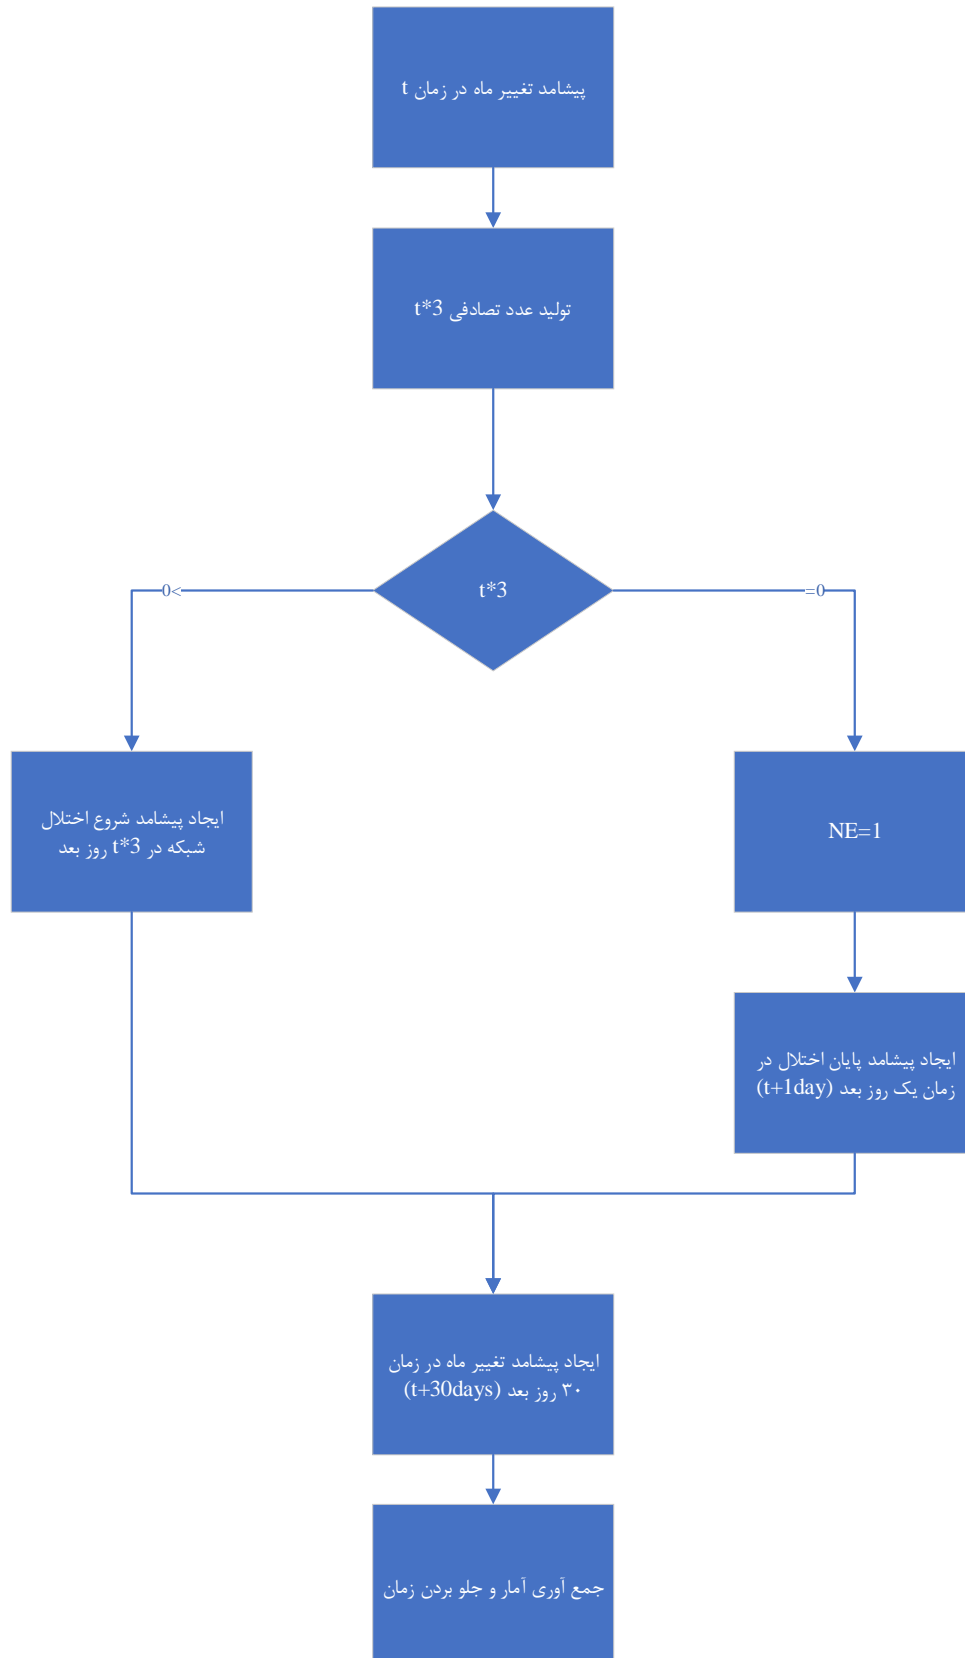 پیشامد تغییر ماه در زمان t
تولید عدد تصادفی t*3
t*3
0<
=0
ایجاد پیشامد شروع اختلال
شبکه در t*3 روز بعد
NE=1
ایجاد پیشامد پایان اختلال در
زمان یک روز بعد (t+1day)
ایجاد پیشامد تغییر ماه در زمان
۳۰ روز بعد (t+30days)
جمع آوری آمار و جلو بردن زمان